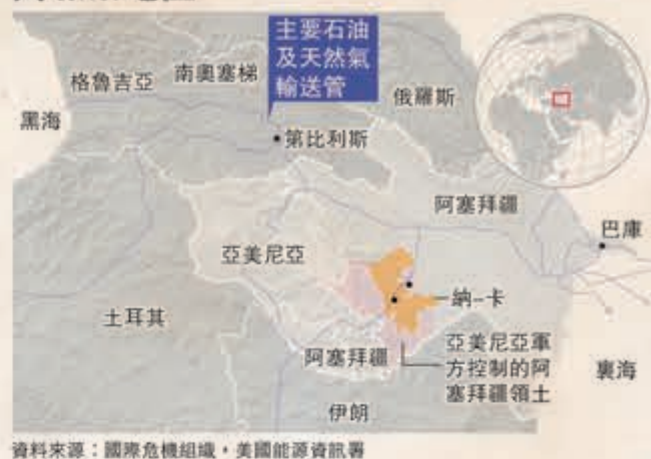 主要石油
及天然氣
輸送管
格魯吉亞
南奧塞梯
俄羅斯
黑海
第比利斯
阿塞拜疆
巴庫
亞美尼亞
納-卡
土耳其
亞美尼亞軍
方控制的阿
塞拜疆領土
阿塞拜疆
裏海
伊朗
資料來源：國際危機組織，美國能源資訊署